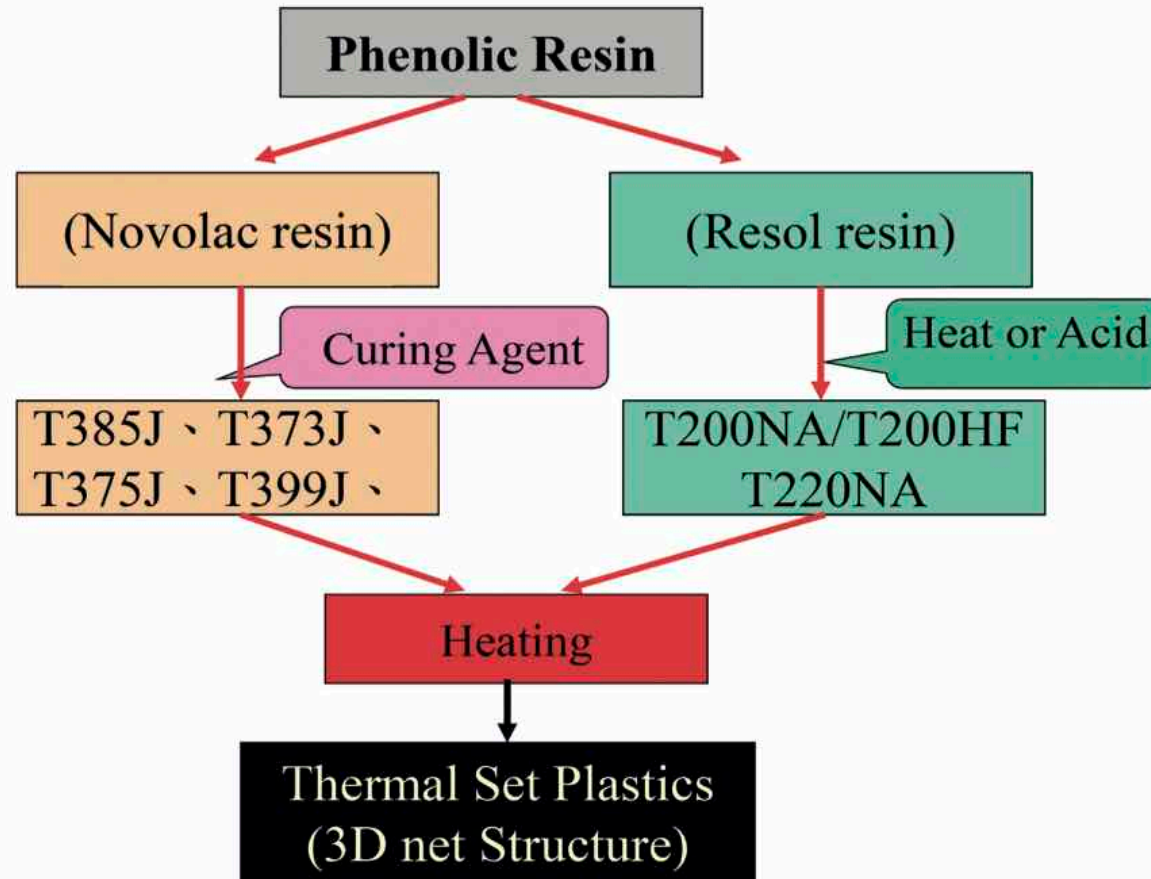 Phenolic Resin
(Novolac resin)
(Resol resin)
Curing Agent
Heat or Acid
T385J、T373J、
T375J、T399J、
T200NA/T200HF
T220NA
Heating
Thermal Set Plastics
(3D net Structure)